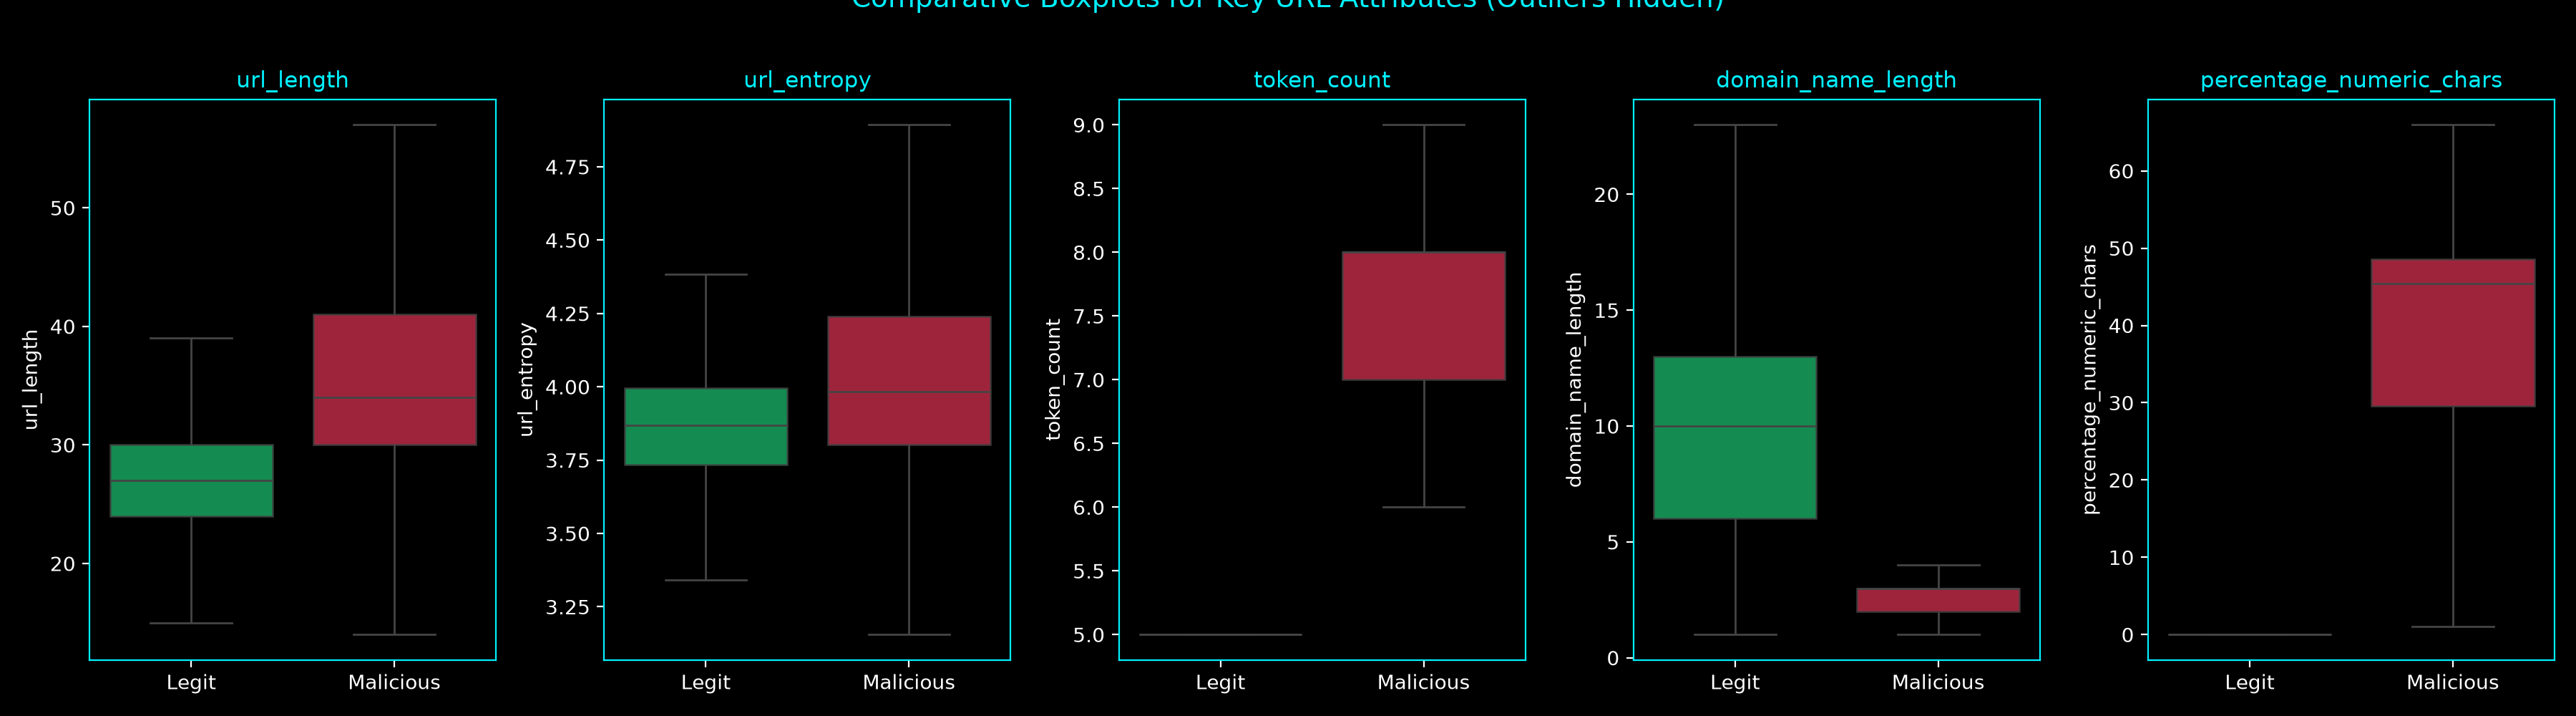 Comparative Boxplots for Key URL Attributes (Outliers Hidden)
url_length
50
40
30
20
url_length
Legit Malicious
url_entropy
4.75
4.50
4.25
4.00
3.75
3.50
3.25
url_entropy
Legit Malicious
token_count
9.0
8.5
8.0
7.5
7.0
6.5
6.0
5.5
5.0
token_count
Legit Malicious
domain_name_length
20
15
10
5
0
domain_name_length
Legit Malicious
percentage_numeric_chars
60
50
40
30
20
10
0
percentage_numeric_chars
Legit Malicious